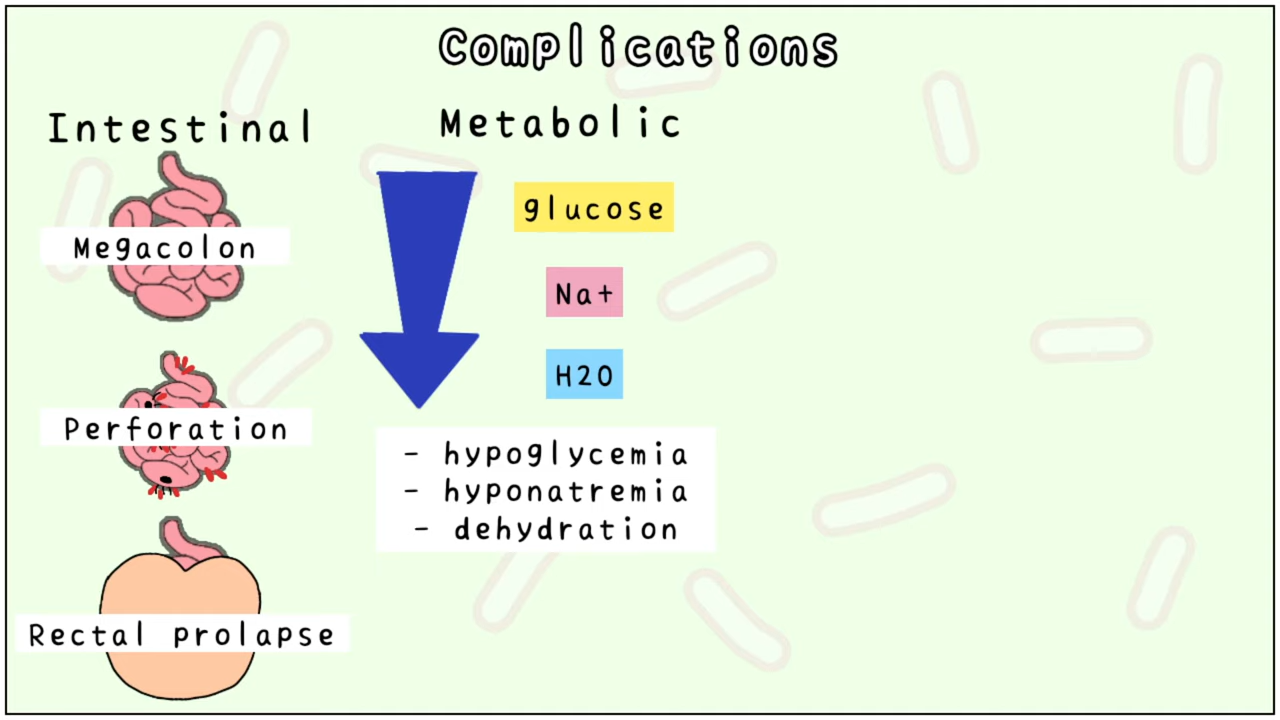 Complications
Intestinal
Megacolon
Perforation
Rectal prolapse
Metabolic
glucose
Na+
H2O
- hypoglycemia
- hyponatremia
- dehydration